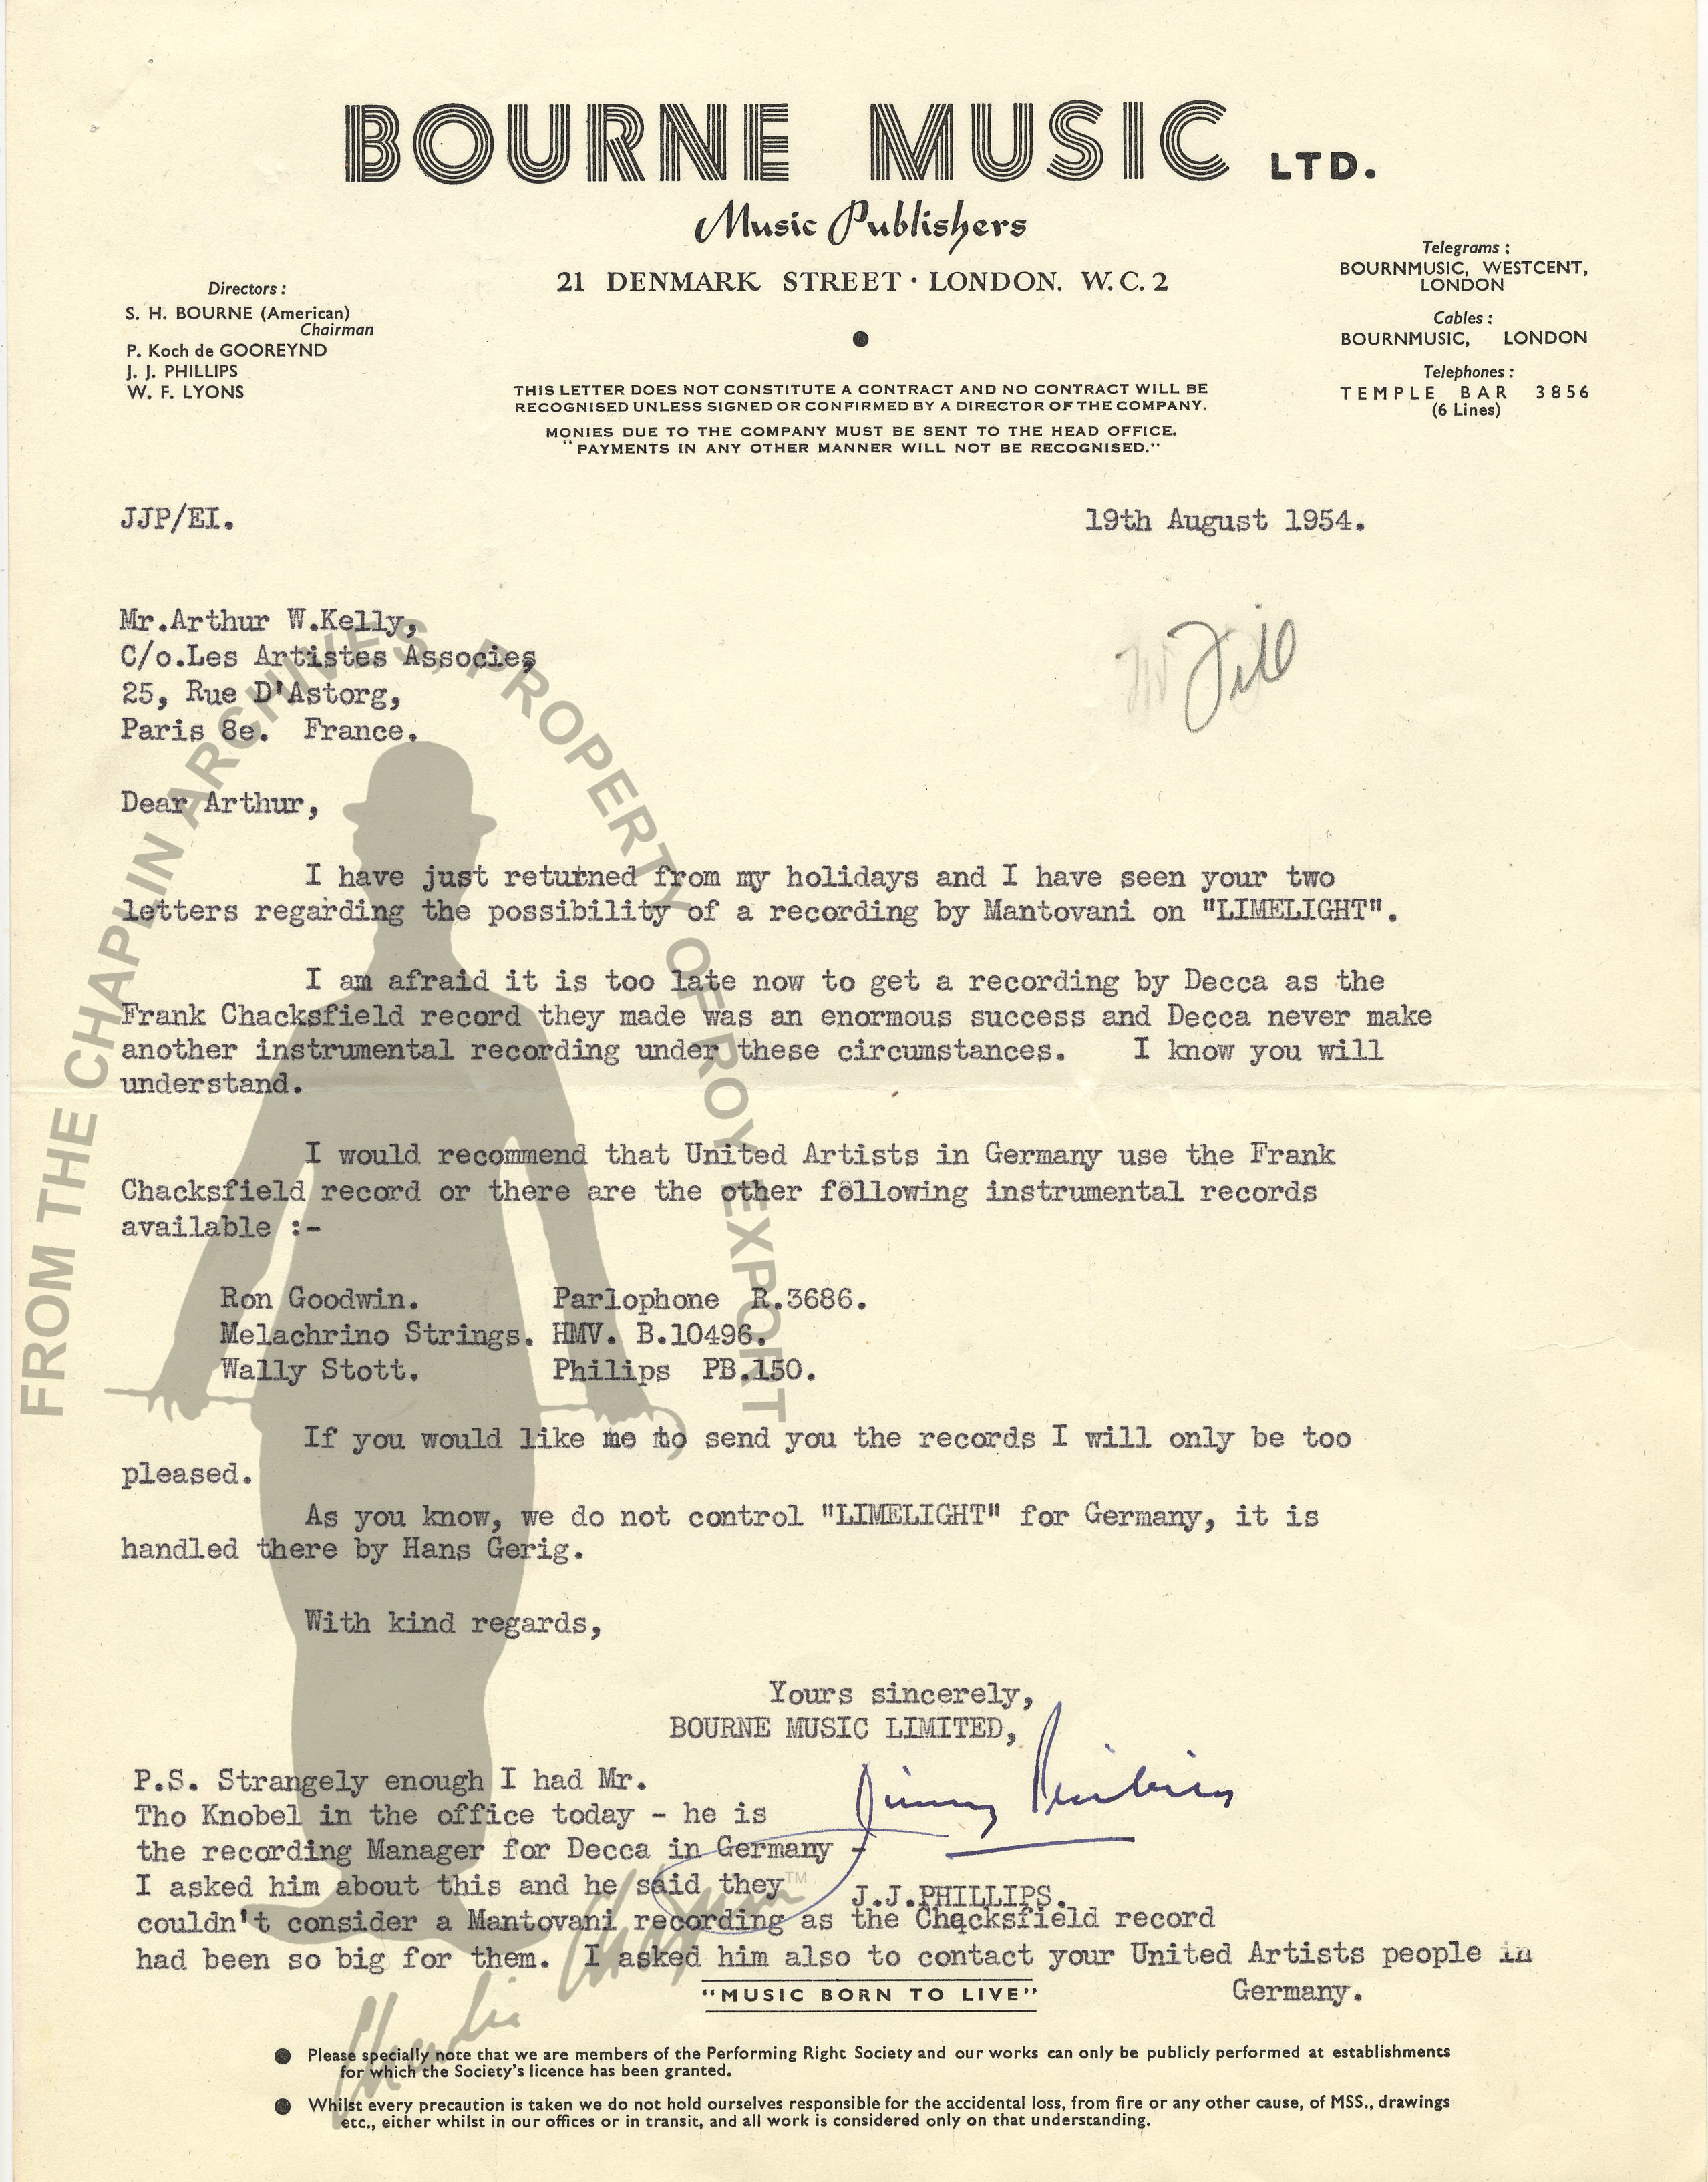 BOURNE MUSIC LTD.
Music Publishers
21 DENMARK STREET · LONDON. W.C.2
Directors:
S. H. BOURNE (American)
Chairman
P. Koch de GOOREYND
J. J. PHILLIPS
W. F. LYONS
Telegrams:
BOURNMUSIC, WESTCENT,
LONDON
Cables:
BOURNMUSIC, LONDON
Telephones:
TEMPLE BAR 3856
(6 Lines)
THIS LETTER DOES NOT CONSTITUTE A CONTRACT AND NO CONTRACT WILL BE
RECOGNISED UNLESS SIGNED OR CONFIRMED BY A DIRECTOR OF THE COMPANY.
MONIES DUE TO THE COMPANY MUST BE SENT TO THE HEAD OFFICE.
"PAYMENTS IN ANY OTHER MANNER WILL NOT BE RECOGNISED."
JJP/EI.
19th August 1954.
Mr.Arthur W.Kelly,
C/o.Les Artistes Associes,
25, Rue D'Astorg,
Paris 8e. France.
File
Dear Arthur,
I have just returned from my holidays and I have seen your two
letters regarding the possibility of a recording by Mantovani on "LIMELIGHT".
I am afraid it is too late now to get a recording by Decca as the
Frank Chacksfield record they made was an enormous success and Decca never make
another instrumental recording under these circumstances. I know you will
understand.
I would recommend that United Artists in Germany use the Frank
Chacksfield record or there are the other following instrumental records
available :-
Ron Goodwin. Parlophone R.3686.
Melachrino Strings. HMV. B.10496.
Wally Stott. Philips PB.150.
If you would like me to send you the records I will only be too
pleased.
As you know, we do not control "LIMELIGHT" for Germany, it is
handled there by Hans Gerig.
With kind regards,
Yours sincerely,
BOURNE MUSIC LIMITED,
Jimmy Phillips
J.J.PHILLIPS.
P.S. Strangely enough I had Mr.
Tho Knobel in the office today - he is
the recording Manager for Decca in Germany -
I asked him about this and he said they
couldn't consider a Mantovani recording as the Chacksfield record
had been so big for them. I asked him also to contact your United Artists people in
Germany.
"MUSIC BORN TO LIVE"
● Please specially note that we are members of the Performing Right Society and our works can only be publicly performed at establishments
for which the Society's licence has been granted.
● Whilst every precaution is taken we do not hold ourselves responsible for the accidental loss, from fire or any other cause, of MSS., drawings
etc., either whilst in our offices or in transit, and all work is considered only on that understanding.
FROM THE CHAPLIN ARCHIVES, PROPERTY OF ROY EXPORT
Charlie Chaplin TM